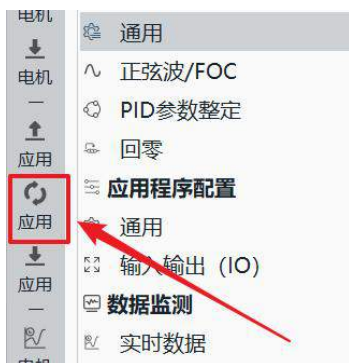 电机
电机
应用
应用
应用
通用
正弦波/FOC
PID参数整定
回零
应用程序配置
通用
输入输出（IO）
数据监测
实时数据